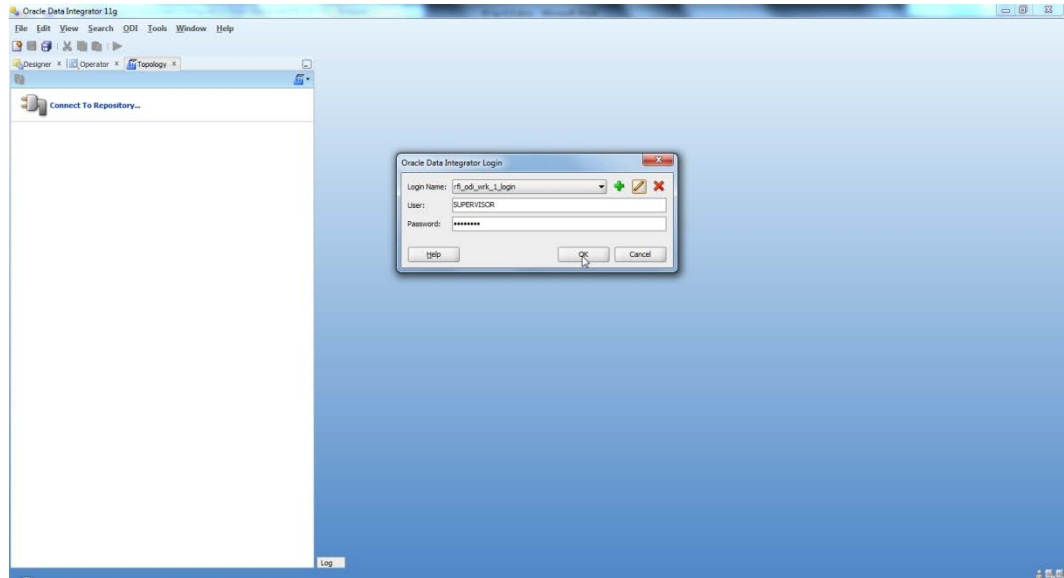 Oracle Data Integrator 11g
File Edit View Search ODI Tools Window Help
Designer x Operator x Topology x
Connect To Repository...
Oracle Data Integrator Login
Login Name: rfi_odi_wrk_1_login
User: SUPERVISOR
Password: ••••••••
Help OK Cancel
Log